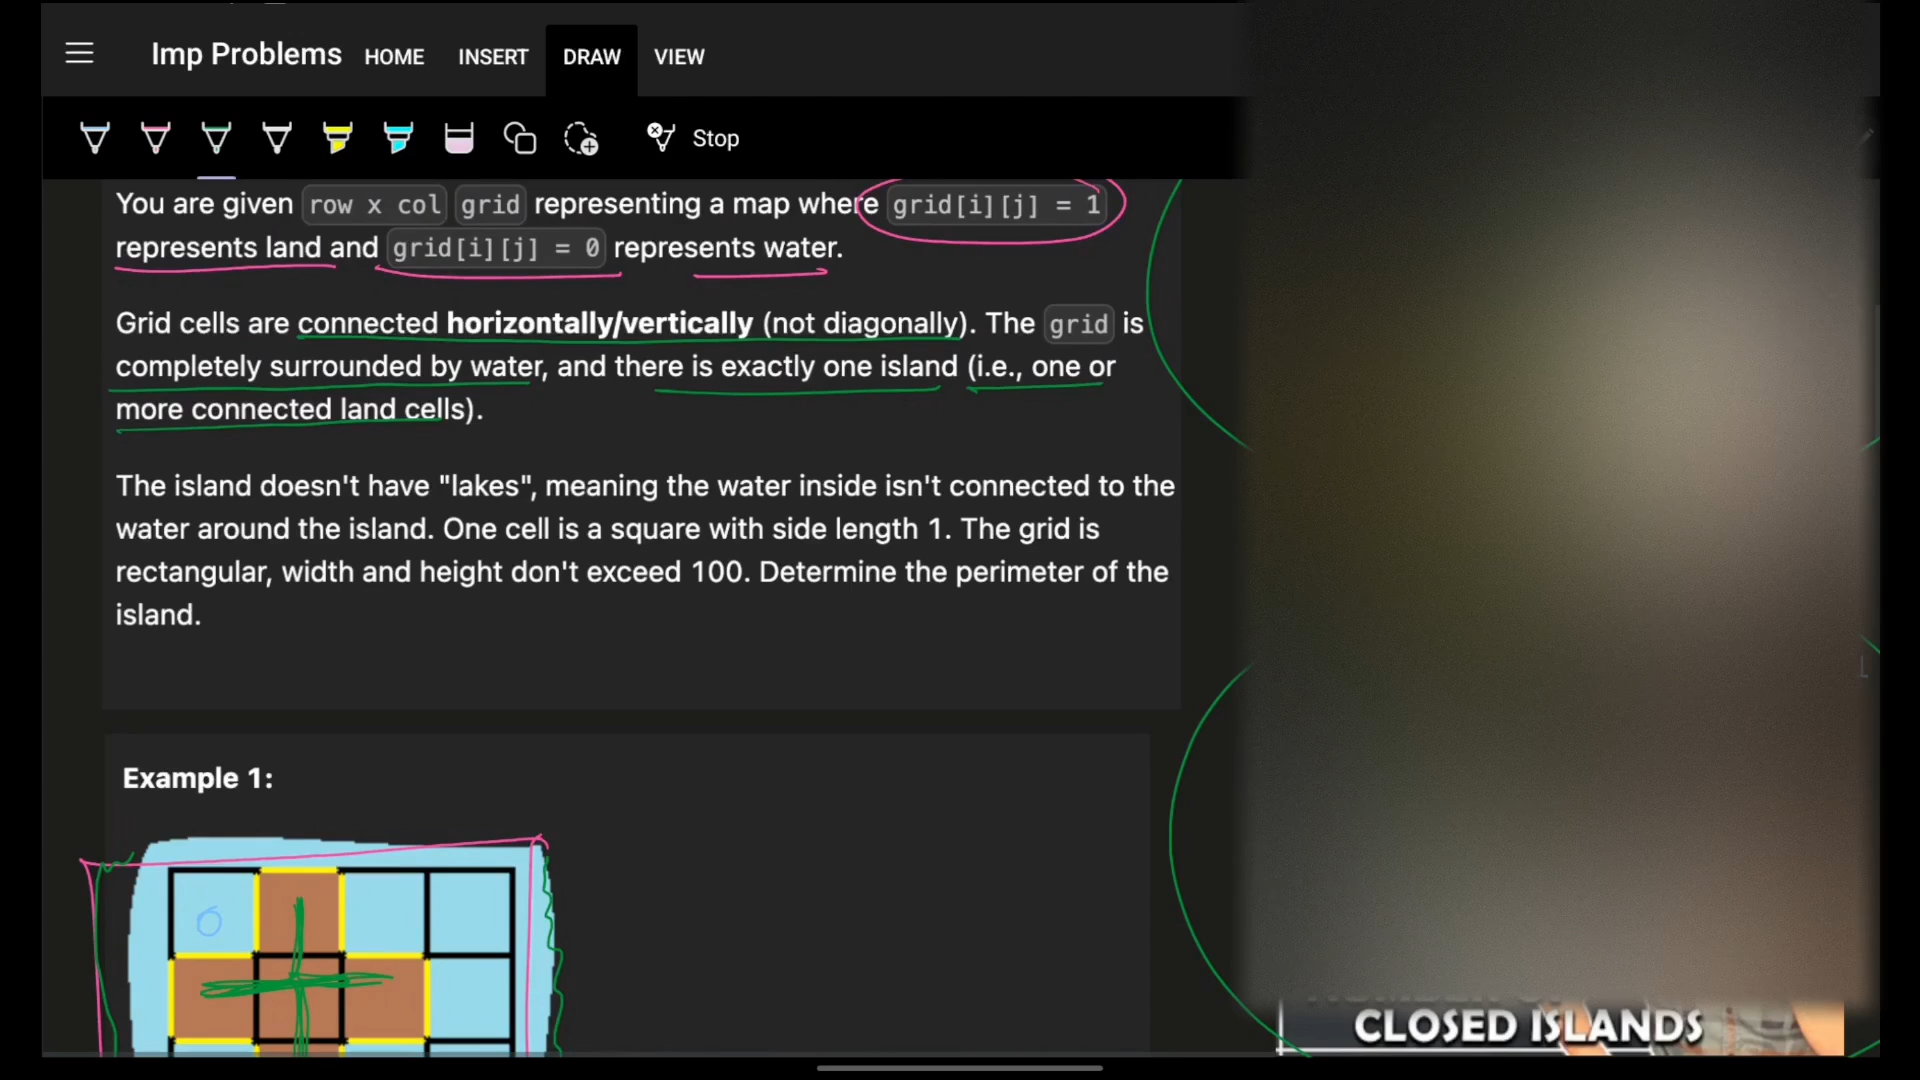 Imp Problems HOME INSERT DRAW VIEW
Stop
You are given row x col grid representing a map where grid[i][j] = 1
represents land and grid[i][j] = 0 represents water.
Grid cells are connected horizontally/vertically (not diagonally). The grid is
completely surrounded by water, and there is exactly one island (i.e., one or
more connected land cells).
The island doesn't have "lakes", meaning the water inside isn't connected to the
water around the island. One cell is a square with side length 1. The grid is
rectangular, width and height don't exceed 100. Determine the perimeter of the
island.
Example 1:
0
CLOSED ISLANDS